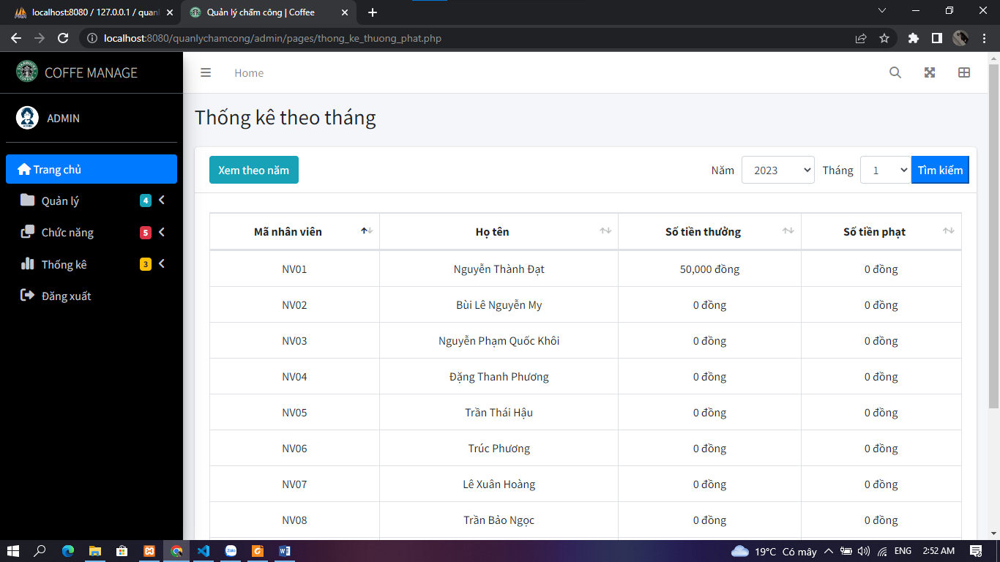 localhost:8080 / 127.0.0.1 / quanl
Quản lý chấm công | Coffee
localhost:8080/quanlychamcong/admin/pages/thong_ke_thuong_phat.php
COFFE MANAGE
Home
ADMIN
Thống kê theo tháng
Trang chủ
Quản lý 4
Chức năng 5
Thống kê 3
Đăng xuất
Xem theo năm
Năm 2023 Tháng 1 Tìm kiếm
Mã nhân viên Họ tên Số tiền thưởng Số tiền phạt
NV01 Nguyễn Thành Đạt 50,000 đồng 0 đồng
NV02 Bùi Lê Nguyễn My 0 đồng 0 đồng
NV03 Nguyễn Phạm Quốc Khôi 0 đồng 0 đồng
NV04 Đặng Thanh Phương 0 đồng 0 đồng
NV05 Trần Thái Hậu 0 đồng 0 đồng
NV06 Trúc Phương 0 đồng 0 đồng
NV07 Lê Xuân Hoàng 0 đồng 0 đồng
NV08 Trần Bảo Ngọc 0 đồng 0 đồng
Zalo
19°C Có mây ENG 2:52 AM